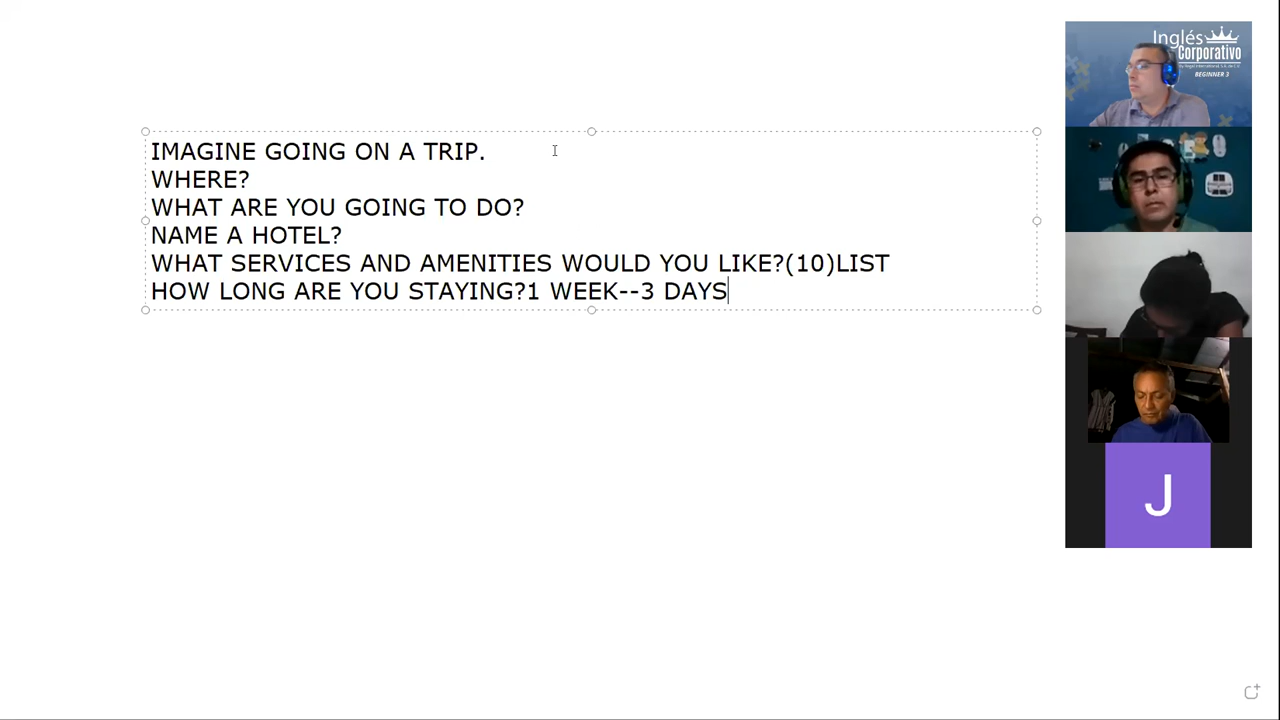 IMAGINE GOING ON A TRIP.
WHERE?
WHAT ARE YOU GOING TO DO?
NAME A HOTEL?
WHAT SERVICES AND AMENITIES WOULD YOU LIKE?(10)LIST
HOW LONG ARE YOU STAYING?1 WEEK--3 DAYS
Inglés
Corporativo
BEGINNER 3
J